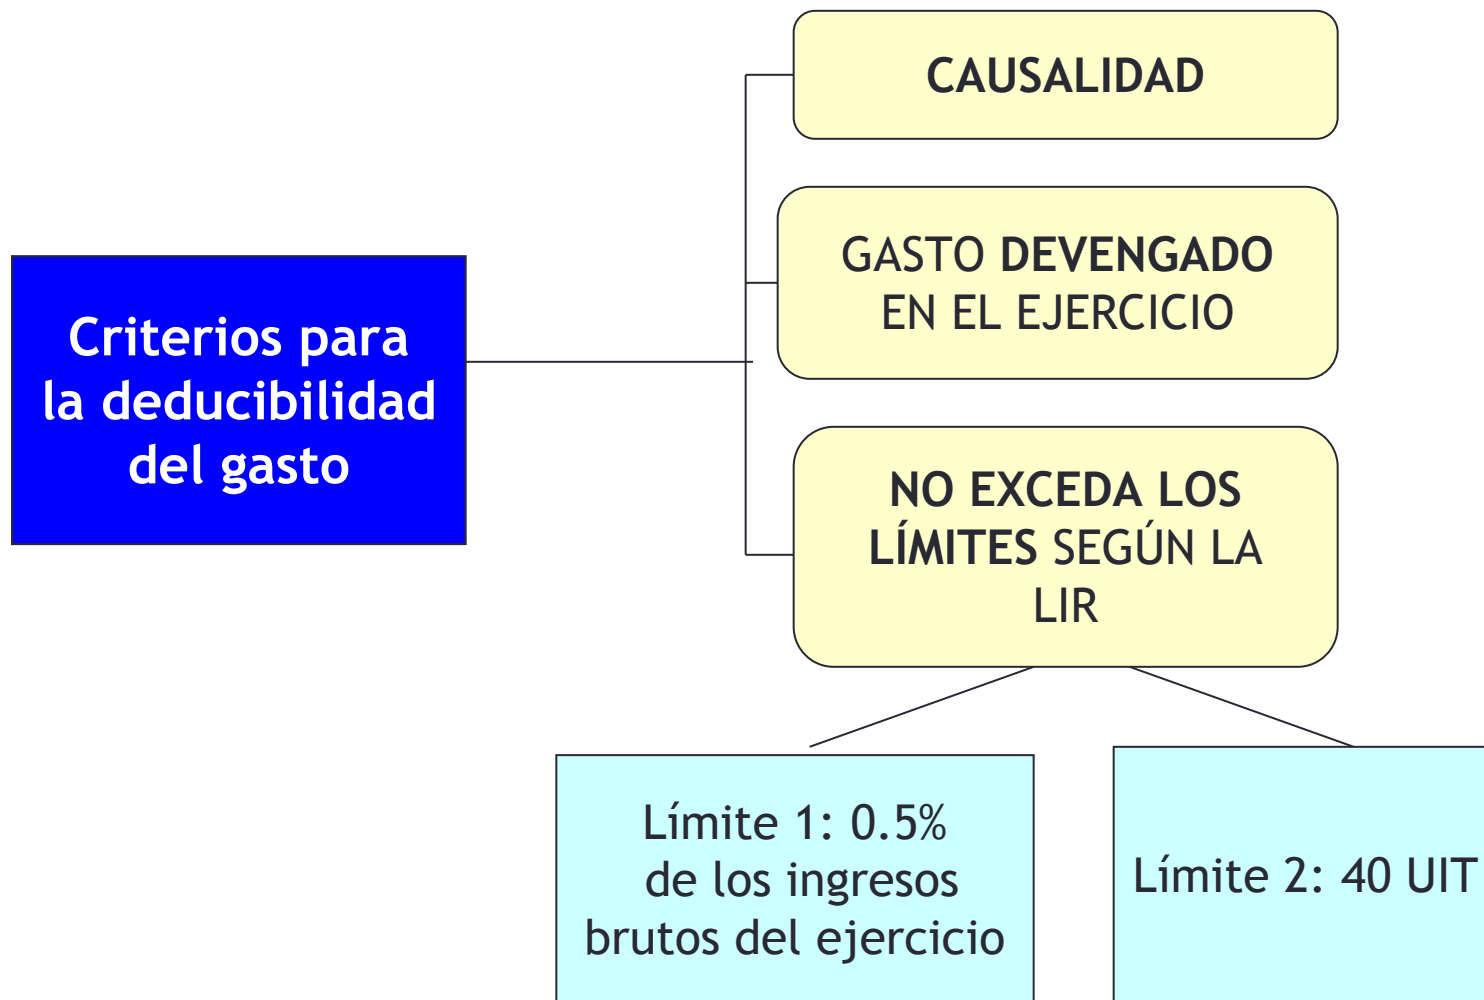 CAUSALIDAD
GASTO DEVENGADO
EN EL EJERCICIO
Criterios para
la deducibilidad
del gasto
NO EXCEDA LOS
LÍMITES SEGÚN LA
LIR
Límite 1: 0.5%
de los ingresos
brutos del ejercicio
Límite 2: 40 UIT